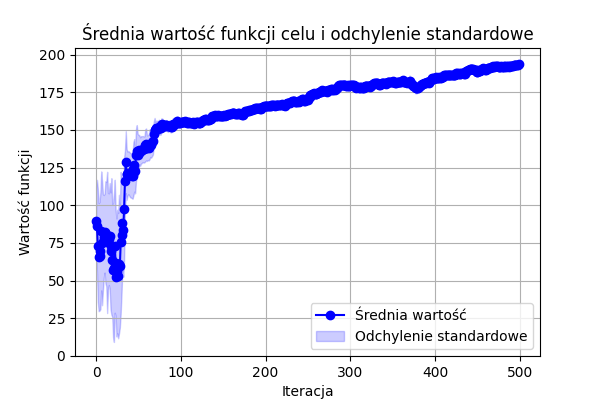 Średnia wartość funkcji celu i odchylenie standardowe
200
175
150
125
100
75
50
25
0
Wartość funkcji
0 100 200 300 400 500
Iteracja
Średnia wartość
Odchylenie standardowe